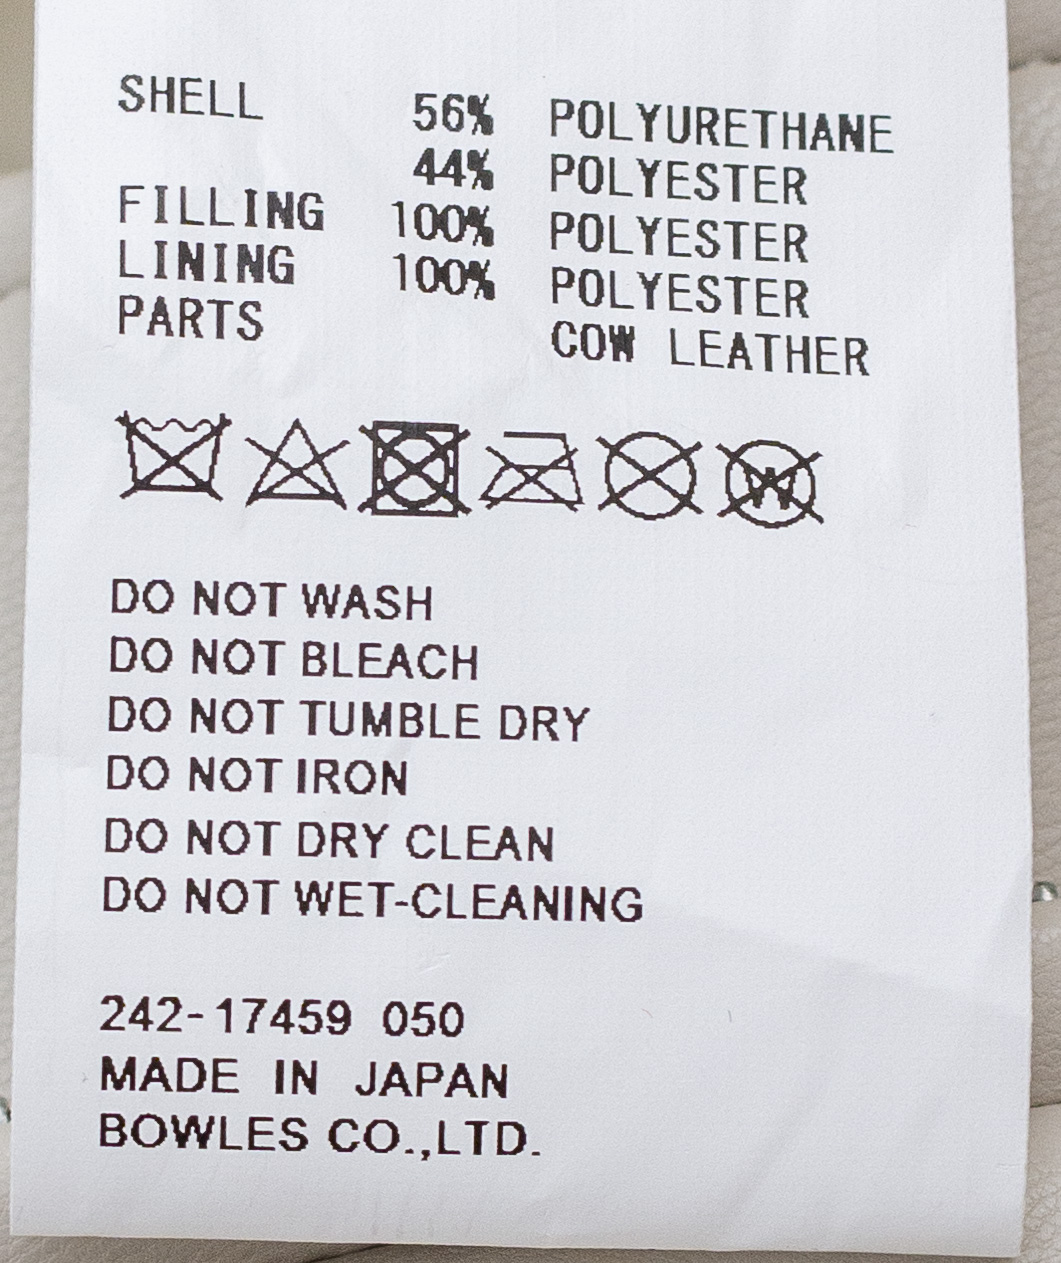 SHELL 56% POLYURETHANE
44% POLYESTER
FILLING 100% POLYESTER
LINING 100% POLYESTER
PARTS COW LEATHER
W
DO NOT WASH
DO NOT BLEACH
DO NOT TUMBLE DRY
DO NOT IRON
DO NOT DRY CLEAN
DO NOT WET-CLEANING
242-17459 050
MADE IN JAPAN
BOWLES CO.,LTD.